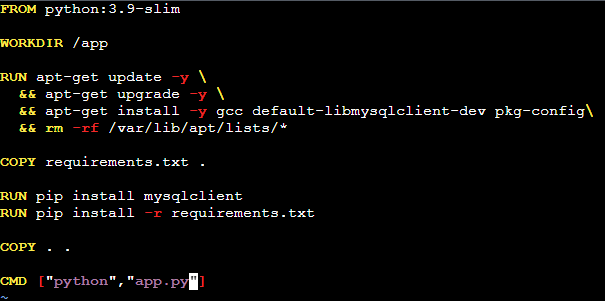 FROM python:3.9-slim
WORKDIR /app
RUN apt-get update -y \
  && apt-get upgrade -y \
  && apt-get install -y gcc default-libmysqlclient-dev pkg-config\
  && rm -rf /var/lib/apt/lists/*
COPY requirements.txt .
RUN pip install mysqlclient
RUN pip install -r requirements.txt
COPY . .
CMD ["python","app.py"]
~